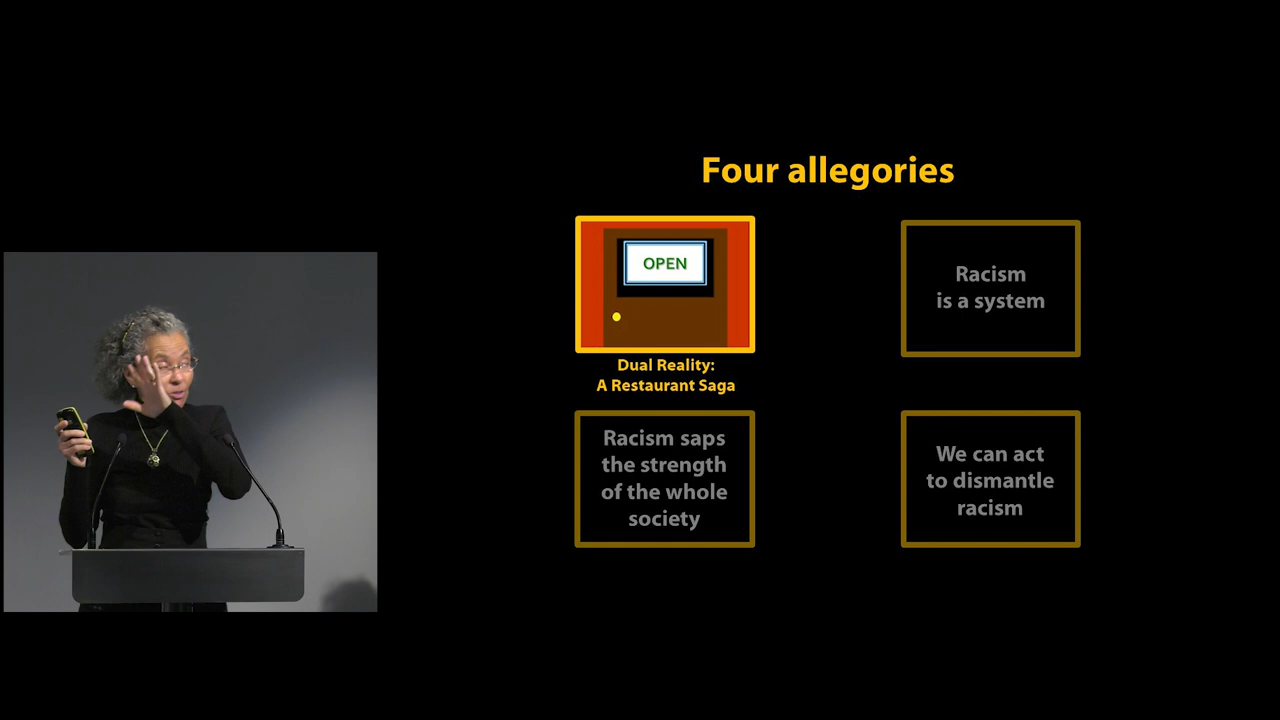 Four allegories
OPEN
Dual Reality:
A Restaurant Saga
Racism
is a system
Racism saps
the strength
of the whole
society
We can act
to dismantle
racism